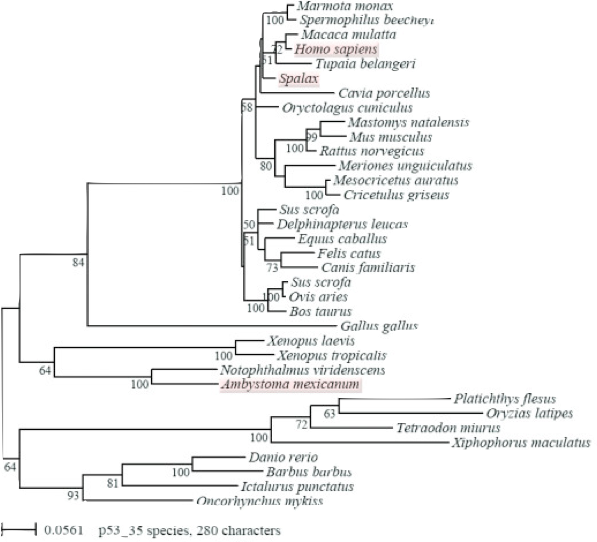 Marmota monax
100
Spermophilus beecheyi
Macaca mulatta
72
Homo sapiens
51
Tupaia belangeri
Spalax
Cavia porcellus
58
Oryctolagus cuniculus
Mastomys natalensis
99
Mus musculus
100
Rattus norvegicus
80
Meriones unguiculatus
Mesocricetus auratus
100
Cricetulus griseus
100
Sus scrofa
50
Delphinapterus leucas
51
Equus caballus
Felis catus
73
Canis familiaris
Sus scrofa
100
Ovis aries
100
Bos taurus
84
Gallus gallus
Xenopus laevis
100
Xenopus tropicalis
64
Notophthalmus viridenscens
100
Ambystoma mexicanum
Platichthys flesus
63
Oryzias latipes
72
Tetraodon miurus
100
Xiphophorus maculatus
64
Danio rerio
100
Barbus barbus
81
Ictalurus punctatus
93
Oncorhynchus mykiss
0.0561 p53_35 species, 280 characters